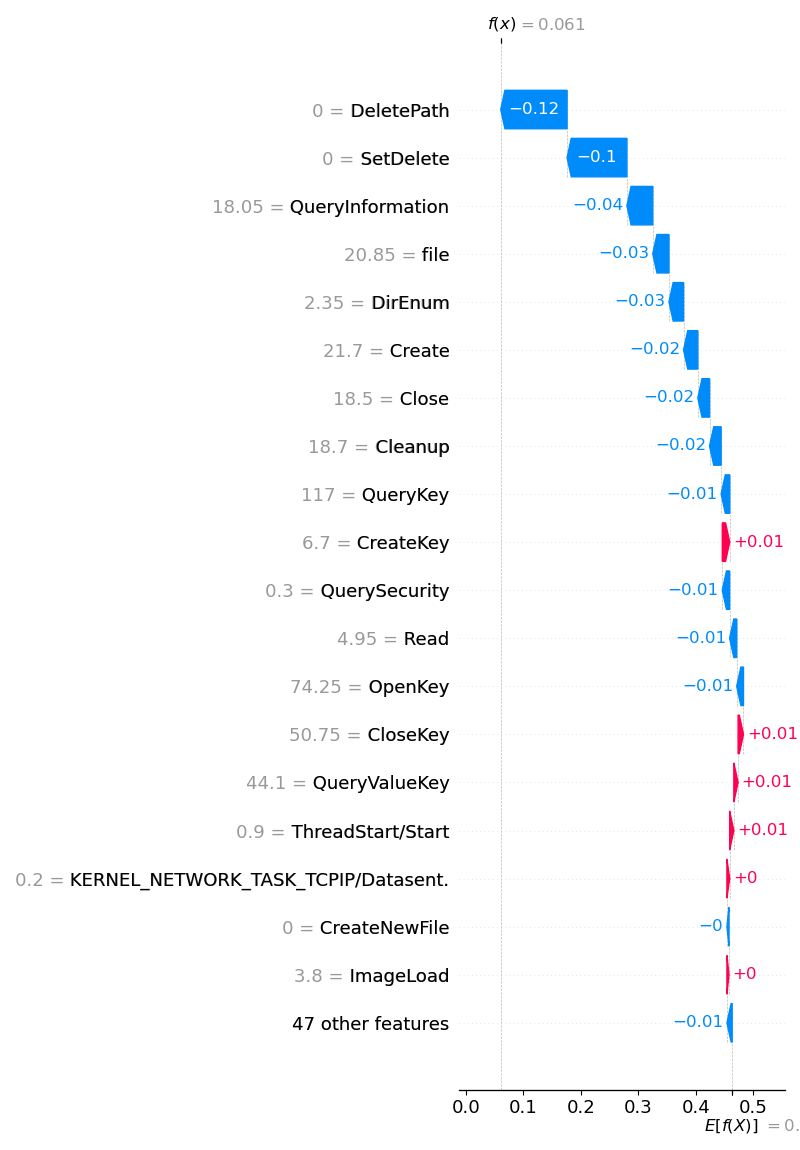 f(x) = 0.061
0 = DeletePath −0.12
0 = SetDelete −0.1
18.05 = QueryInformation −0.04
20.85 = file −0.03
2.35 = DirEnum −0.03
21.7 = Create −0.02
18.5 = Close −0.02
18.7 = Cleanup −0.02
117 = QueryKey −0.01
6.7 = CreateKey +0.01
0.3 = QuerySecurity −0.01
4.95 = Read −0.01
74.25 = OpenKey −0.01
50.75 = CloseKey +0.01
44.1 = QueryValueKey +0.01
0.9 = ThreadStart/Start +0.01
0.2 = KERNEL_NETWORK_TASK_TCPIP/Datasent. +0
0 = CreateNewFile −0
3.8 = ImageLoad +0
47 other features −0.01
0.0 0.1 0.2 0.3 0.4 0.5
E[f(X)] = 0.